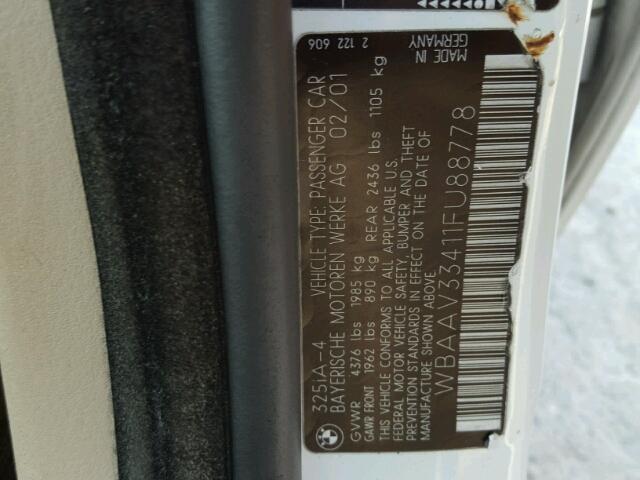 2 122 606
MADE IN
GERMANY
325iA-4 VEHICLE TYPE: PASSENGER CAR
BAYERISCHE MOTOREN WERKE AG 02/01
GVWR 4376 lbs 1985 kg
GAWR FRONT 1962 lbs 890 kg REAR 2436 lbs 1105 kg
THIS VEHICLE CONFORMS TO ALL APPLICABLE U.S.
FEDERAL MOTOR VEHICLE SAFETY, BUMPER AND THEFT
PREVENTION STANDARDS IN EFFECT ON THE DATE OF
MANUFACTURE SHOWN ABOVE.
WBAAV33411FU88778